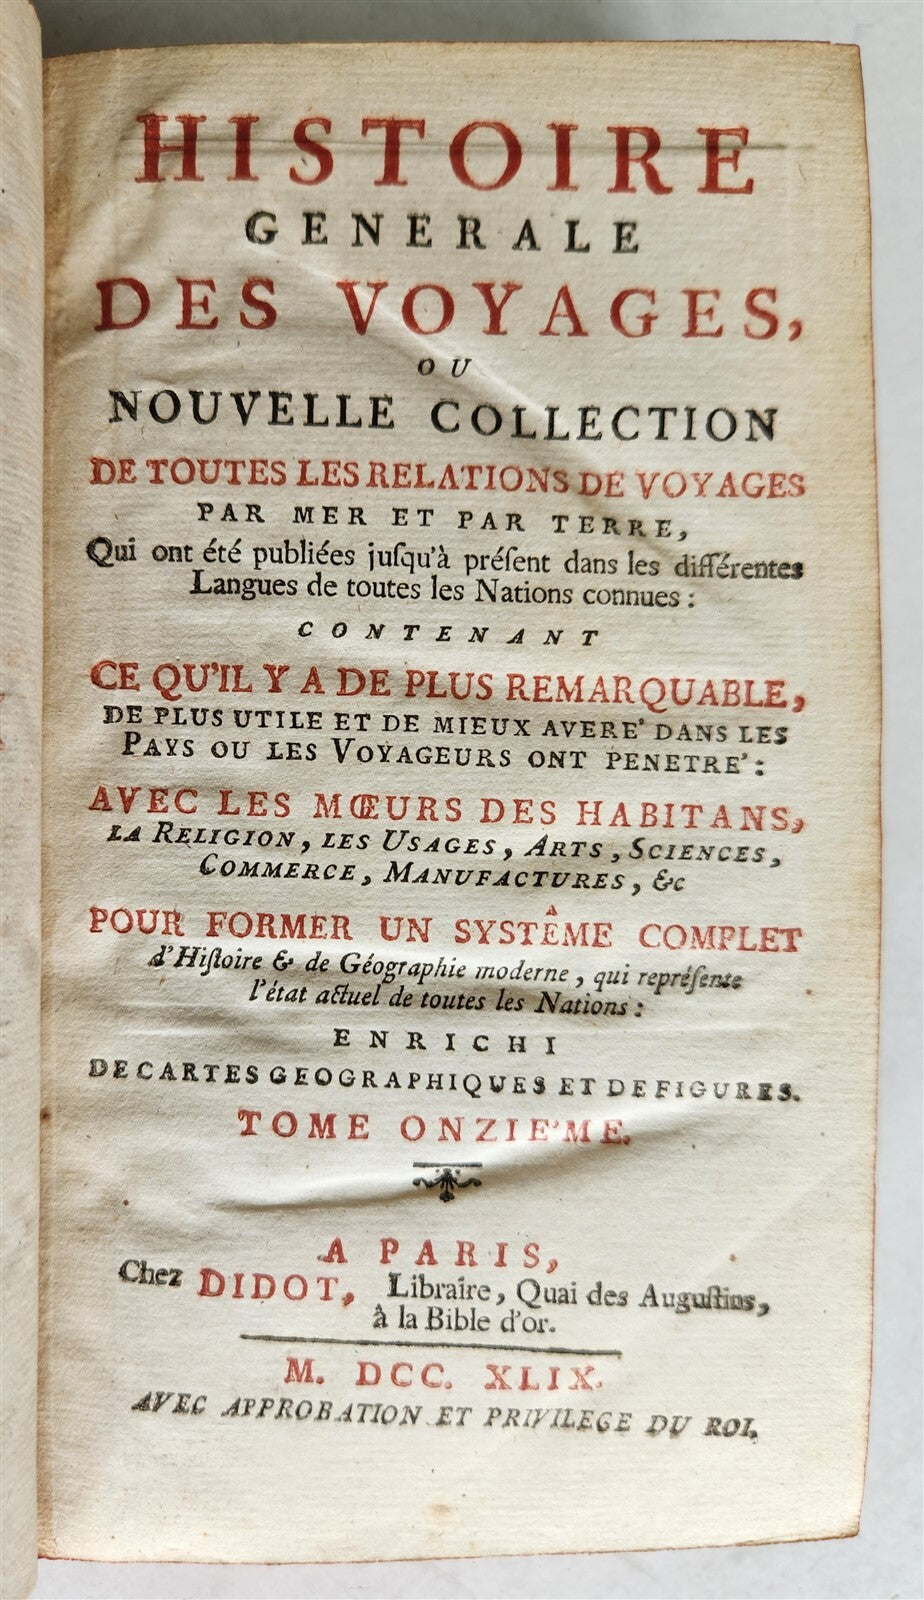 HISTOIRE
GENERALE
DES VOYAGES,
OU
NOUVELLE COLLECTION
DE TOUTES LES RELATIONS DE VOYAGES
PAR MER ET PAR TERRE,
Qui ont été publiées juſqu'à préſent dans les différentes
Langues de toutes les Nations connues :
CONTENANT
CE QU'IL Y A DE PLUS REMARQUABLE,
DE PLUS UTILE ET DE MIEUX AVERE' DANS LES
PAYS OU LES VOYAGEURS ONT PENETRE' :
AVEC LES MŒURS DES HABITANS,
LA RELIGION, LES USAGES, ARTS, SCIENCES,
COMMERCE, MANUFACTURES, &c
POUR FORMER UN SYSTÊME COMPLET
d'Hiſtoire & de Géographie moderne, qui repréſente
l'état actuel de toutes les Nations :
ENRICHI
DE CARTES GEOGRAPHIQUES ET DE FIGURES.
TOME ONZIE'ME.
A PARIS,
Chez DIDOT, Libraire, Quai des Auguſtins,
à la Bible d'or.
M. DCC. XLIX.
AVEC APPROBATION ET PRIVILEGE DU ROI.